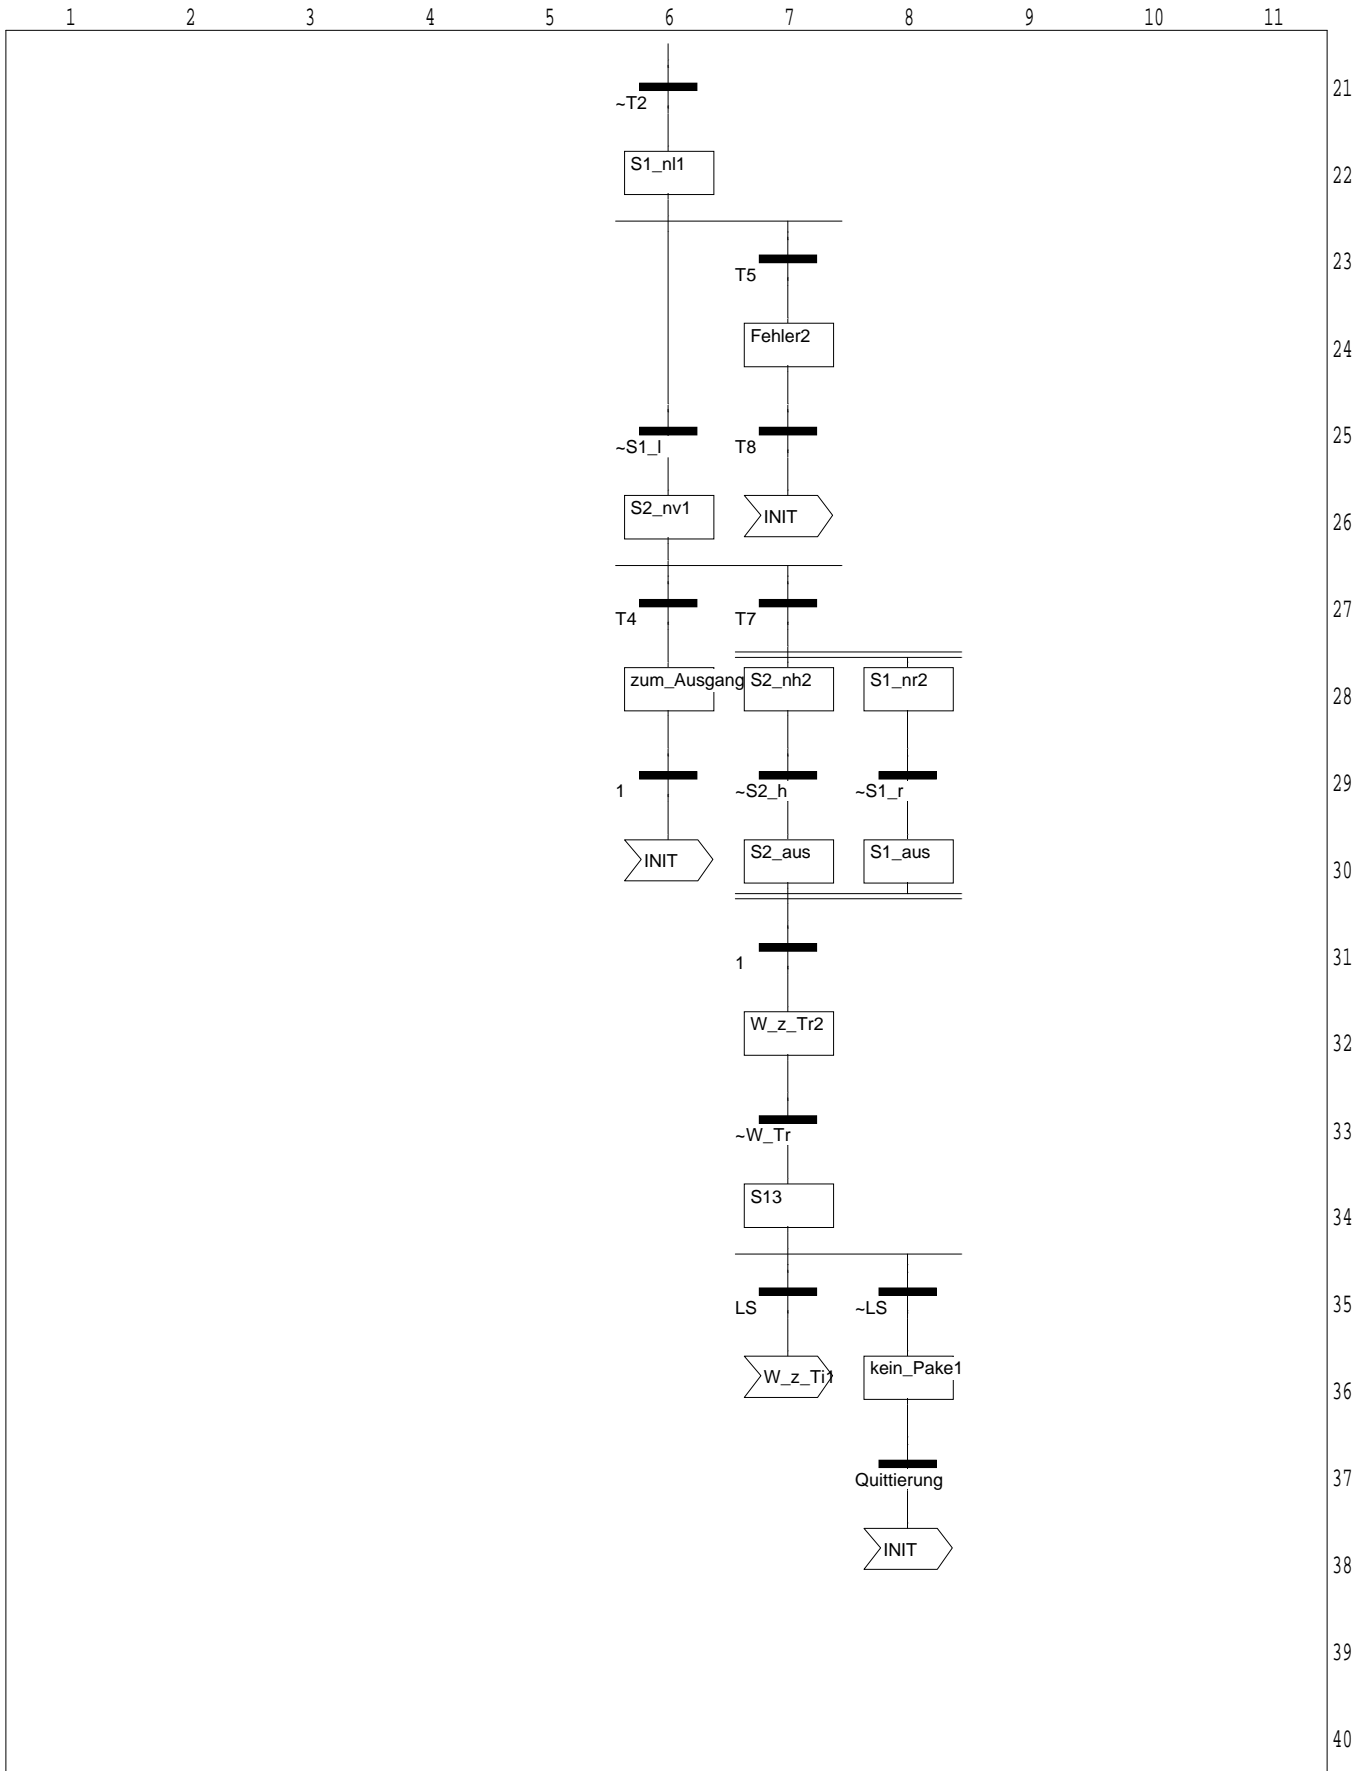 1 2 3 4 5 6 7 8 9 10 11
21
~T2
S1_nl1
22
23
T5
Fehler2
24
25
~S1_l T8
S2_nv1
INIT
26
27
T4 T7
zum_Ausgang S2_nh2 S1_nr2
28
29
1 ~S2_h ~S1_r
S2_aus S1_aus
INIT
30
31
1
W_z_Tr2
32
33
~W_Tr
S13
34
35
LS ~LS
kein_Pake1
W_z_Ti1
36
37
Quittierung
INIT
38
39
40